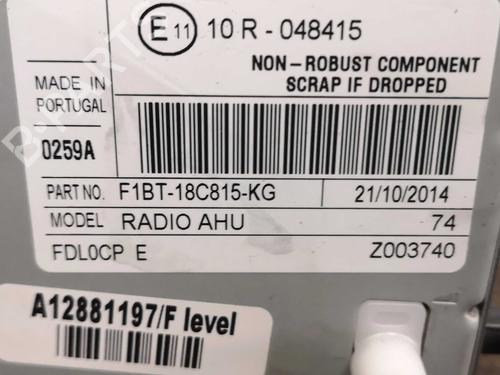 E 11 10 R - 048415
NON - ROBUST COMPONENT
SCRAP IF DROPPED
MADE IN
PORTUGAL
0259A
PART NO. F1BT-18C815-KG 21/10/2014
MODEL RADIO AHU 74
FDL0CP E Z003740
A12881197/F level
B-PARTS